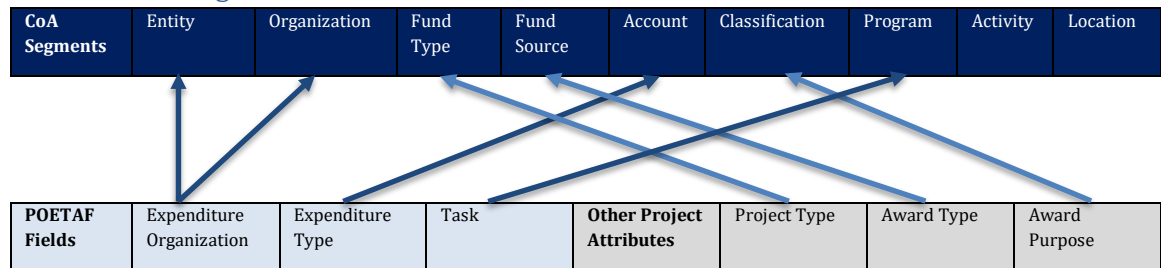 CoA Entity Organization Fund Fund Account Classification Program Activity Location
Segments Type Source
POETAF Expenditure Expenditure Task Other Project Project Type Award Type Award
Fields Organization Type Attributes Purpose